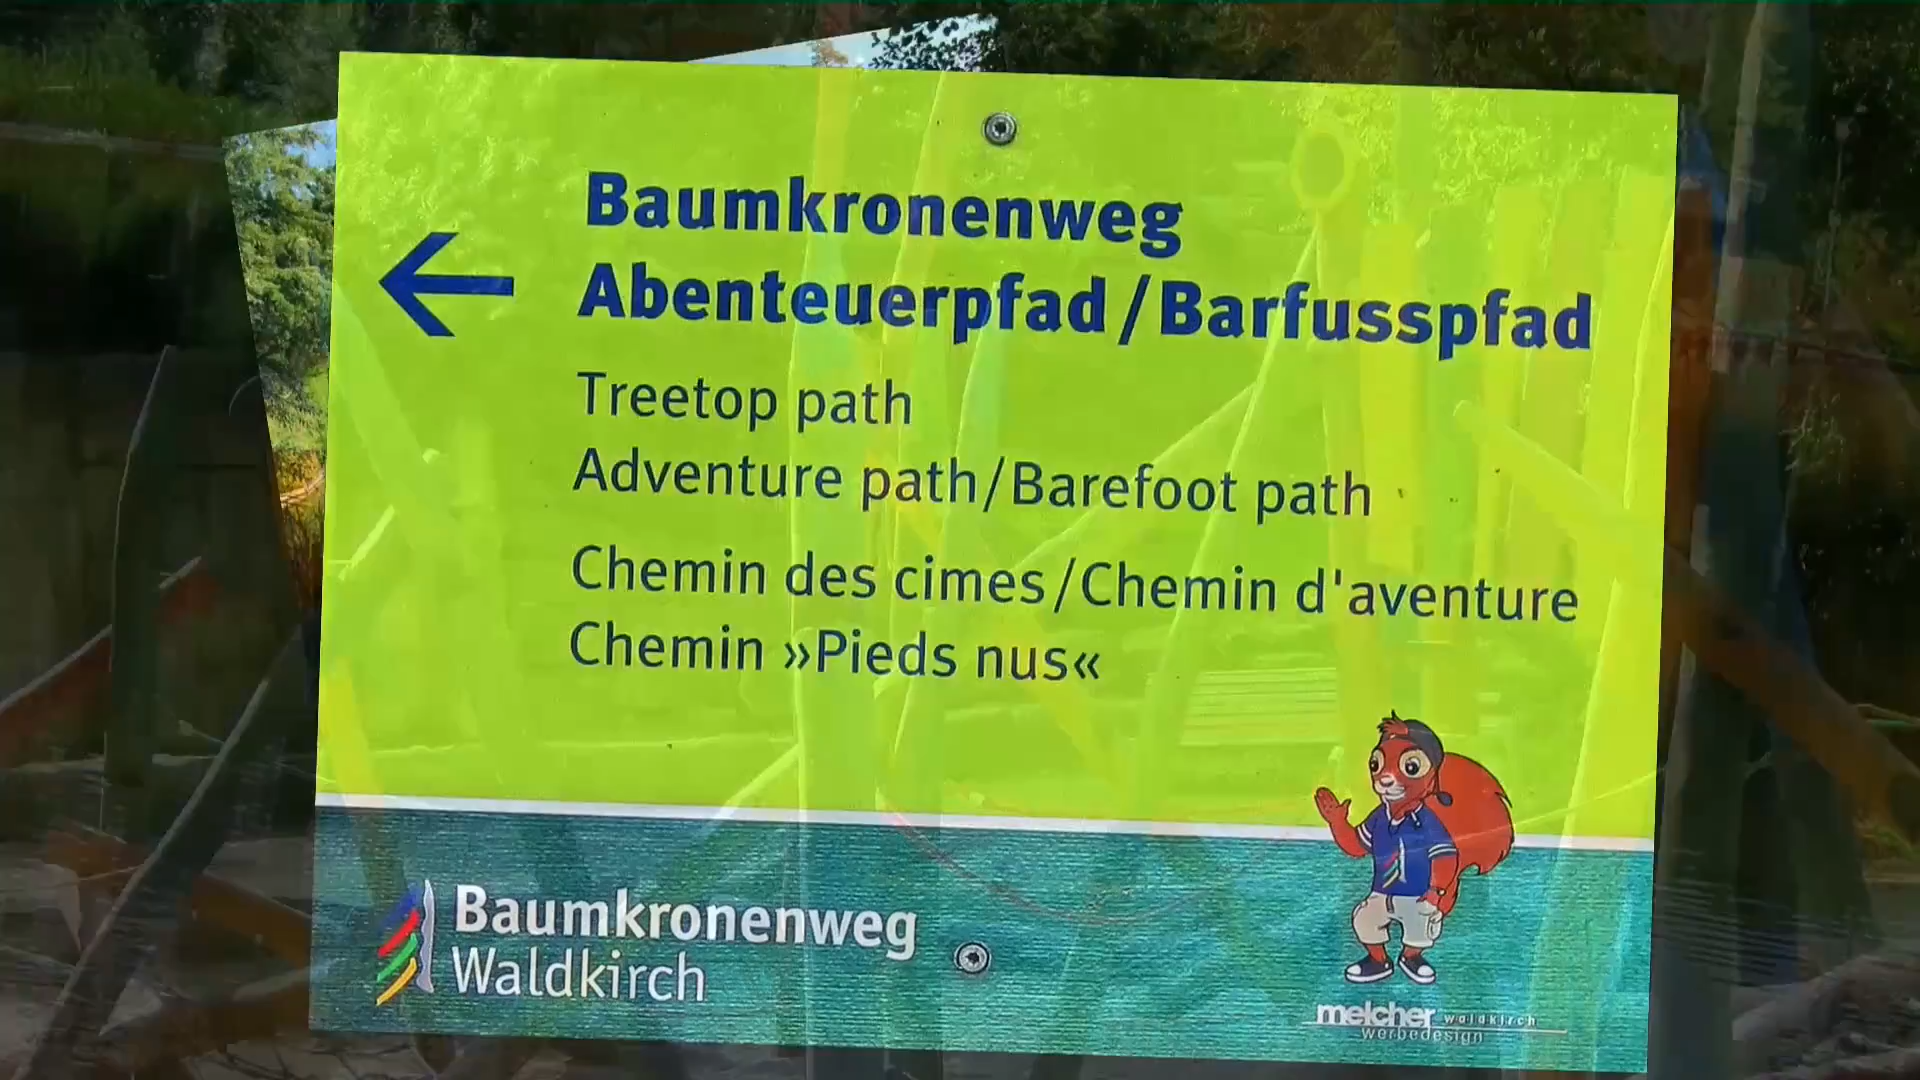 Baumkronenweg
Abenteuerpfad/Barfusspfad
Treetop path
Adventure path/Barefoot path
Chemin des cimes/Chemin d'aventure
Chemin »Pieds nus«
Baumkronenweg
Waldkirch
melcher waldkirch
werbedesign